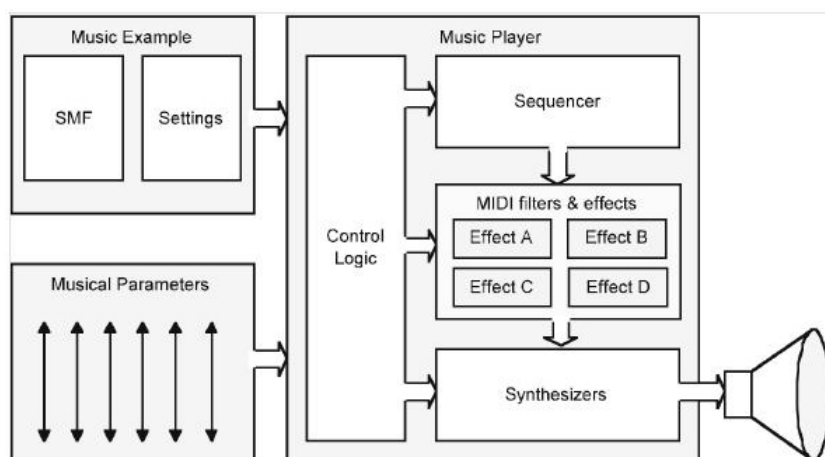 Music Example
SMF
Settings
Musical Parameters
Music Player
Control
Logic
Sequencer
MIDI filters & effects
Effect A
Effect B
Effect C
Effect D
Synthesizers